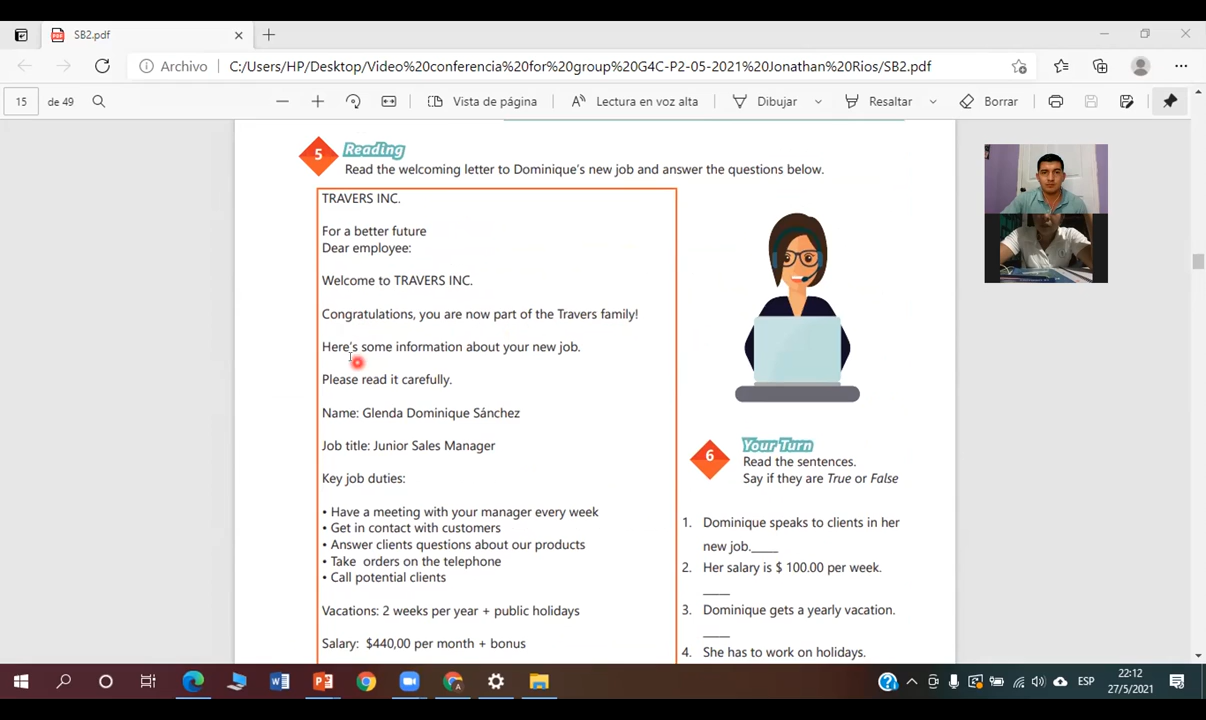 SB2.pdf
Archivo
C:/Users/HP/Desktop/Video%20conferencia%20for%20group%20G4C-P2-05-2021%20Jonathan%20Rios/SB2.pdf
15
de 49
Vista de página
Lectura en voz alta
Dibujar
Resaltar
Borrar
5
Reading
Read the welcoming letter to Dominique's new job and answer the questions below.
TRAVERS INC.
For a better future
Dear employee:
Welcome to TRAVERS INC.
Congratulations, you are now part of the Travers family!
Here's some information about your new job.
Please read it carefully.
Name: Glenda Dominique Sánchez
Job title: Junior Sales Manager
Key job duties:
• Have a meeting with your manager every week
• Get in contact with customers
• Answer clients questions about our products
• Take orders on the telephone
• Call potential clients
Vacations: 2 weeks per year + public holidays
Salary: $440,00 per month + bonus
6
Your Turn
Read the sentences.
Say if they are True or False
1. Dominique speaks to clients in her
new job.____
2. Her salary is $ 100.00 per week.
____
3. Dominique gets a yearly vacation.
____
4. She has to work on holidays.
ESP
22:12
27/5/2021